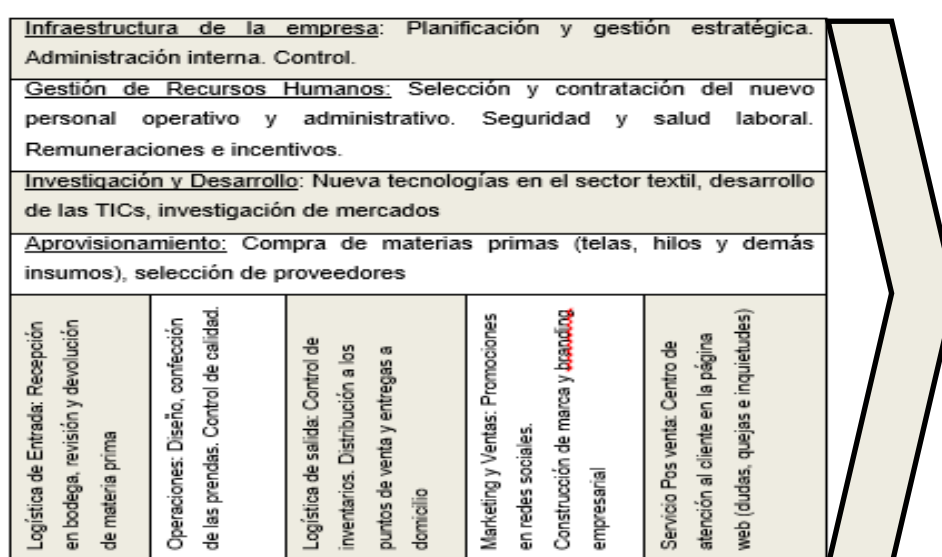 Infraestructura de la empresa: Planificación y gestión estratégica.
Administración interna. Control.
Gestión de Recursos Humanos: Selección y contratación del nuevo
personal operativo y administrativo. Seguridad y salud laboral.
Remuneraciones e incentivos.
Investigación y Desarrollo: Nueva tecnologías en el sector textil, desarrollo
de las TICs, investigación de mercados
Aprovisionamiento: Compra de materias primas (telas, hilos y demás
insumos), selección de proveedores
Logística de Entrada: Recepción
en bodega, revisión y devolución
de materia prima
Operaciones: Diseño, confección
de las prendas. Control de calidad.
Logística de salida: Control de
inventarios. Distribución a los
puntos de venta y entregas a
domicilio
Marketing y Ventas: Promociones
en redes sociales.
Construcción de marca y branding
empresarial
Servicio Pos venta: Centro de
atención al cliente en la página
web (dudas, quejas e inquietudes)